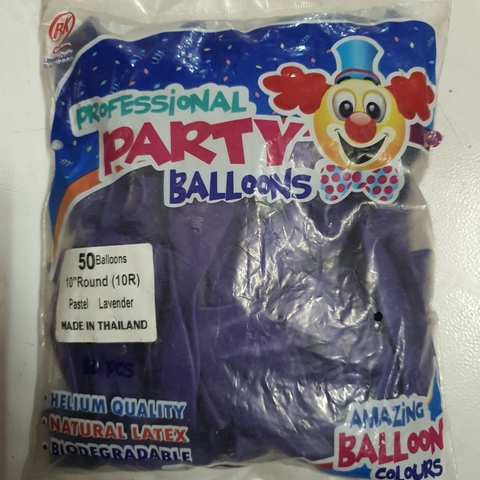 RK
PROFESSIONAL
PARTY
BALLOONS
50 Balloons
10"Round (10R)
Pastel Lavender
MADE IN THAILAND
50 PCS
• HELIUM QUALITY
• NATURAL LATEX
• BIODEGRADABLE
AMAZING
BALLOON
COLOURS